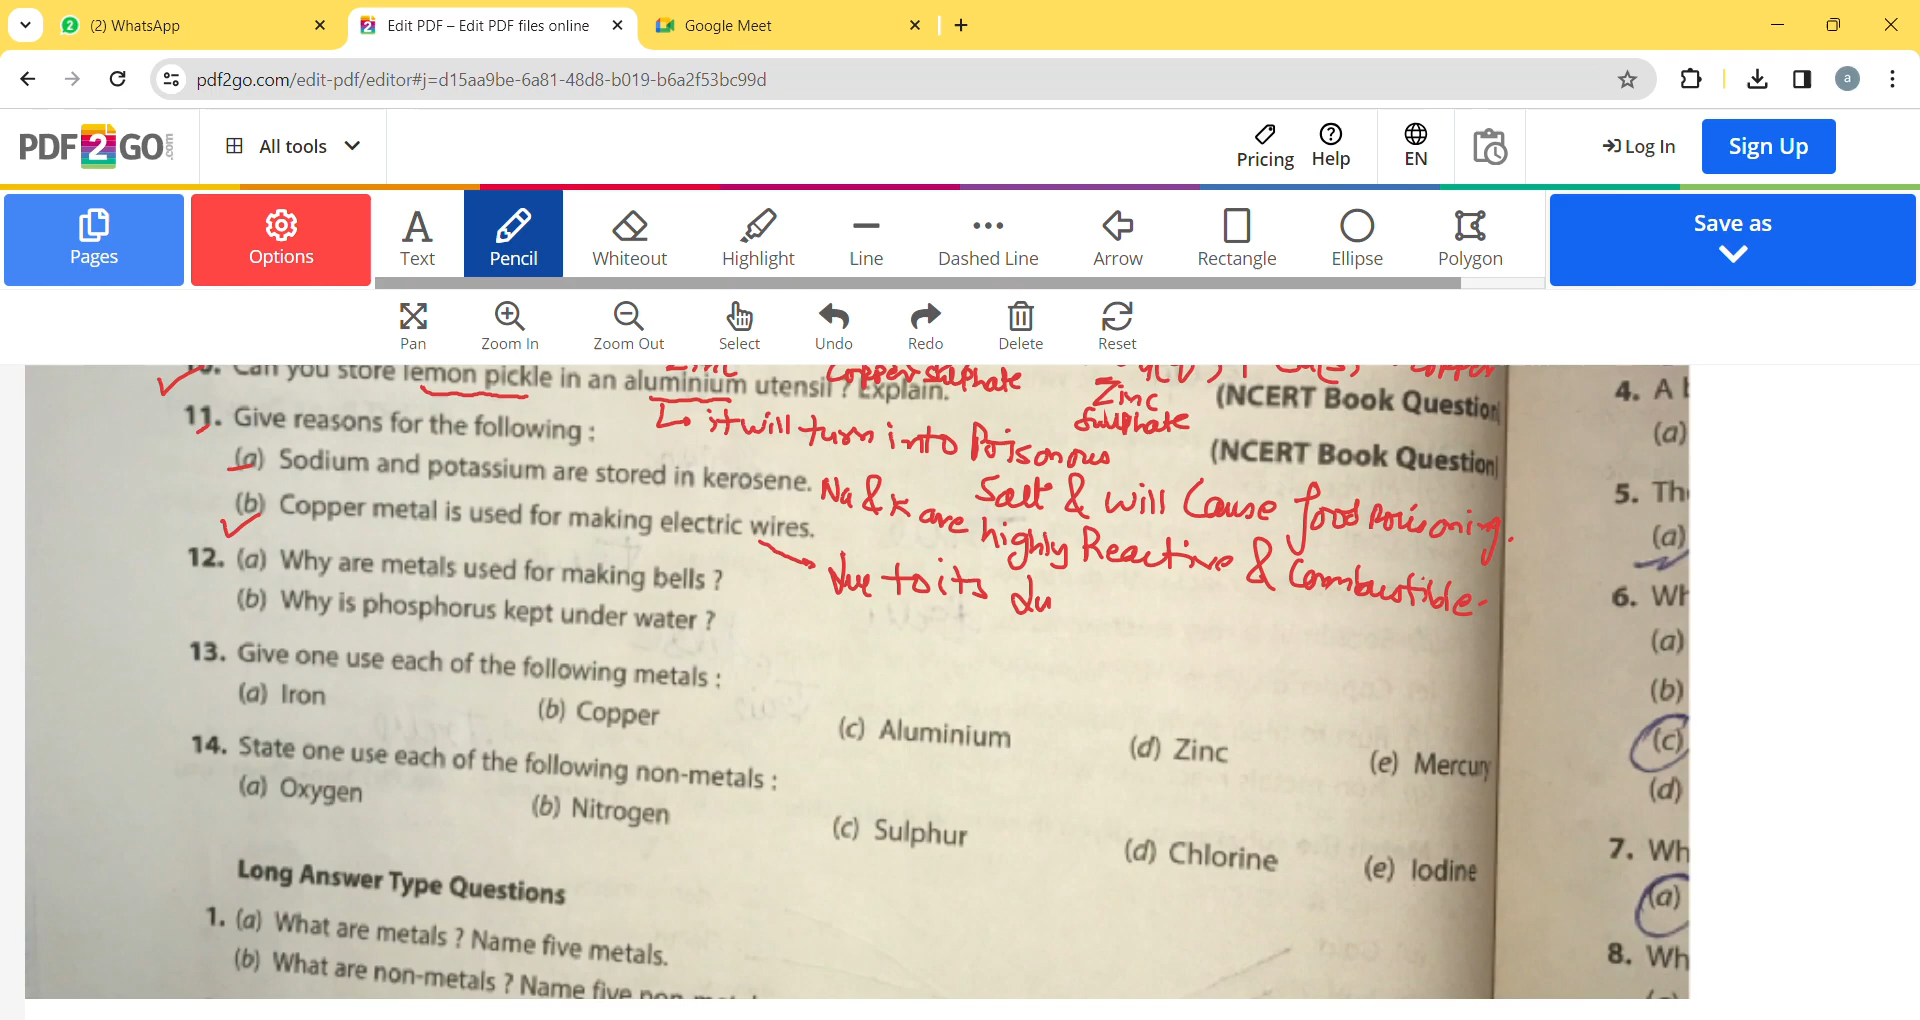 (2) WhatsApp
Edit PDF – Edit PDF files online
Google Meet
pdf2go.com/edit-pdf/editor#j=d15aa9be-6a81-48d8-b019-b6a2f53bc99d
a
PDF2GO.com
All tools
Pricing
Help
EN
Log In
Sign Up
Pages
Options
Text
Pencil
Whiteout
Highlight
Line
Dashed Line
Arrow
Rectangle
Ellipse
Polygon
Save as
Pan
Zoom In
Zoom Out
Select
Undo
Redo
Delete
Reset
Zinc
Copper sulphate
Copper
Can you store lemon pickle in an aluminium utensil ? Explain.
Zinc
Sulphate
(NCERT Book Question
11. Give reasons for the following :
it will turn into Poisonous
Salt & will Cause food Poisoning.
(NCERT Book Question)
(a) Sodium and potassium are stored in kerosene.
Na & K are highly Reactive & Combustible.
(b) Copper metal is used for making electric wires.
due to its Du
12. (a) Why are metals used for making bells ?
(b) Why is phosphorus kept under water ?
13. Give one use each of the following metals :
(a) Iron (b) Copper (c) Aluminium (d) Zinc (e) Mercury
14. State one use each of the following non-metals :
(a) Oxygen (b) Nitrogen (c) Sulphur (d) Chlorine (e) Iodine
Long Answer Type Questions
1. (a) What are metals ? Name five metals.
(b) What are non-metals ? Name five
4. A
(a)
5.
(a)
6.
(a)
(b)
(c)
(d)
7.
(a)
8.